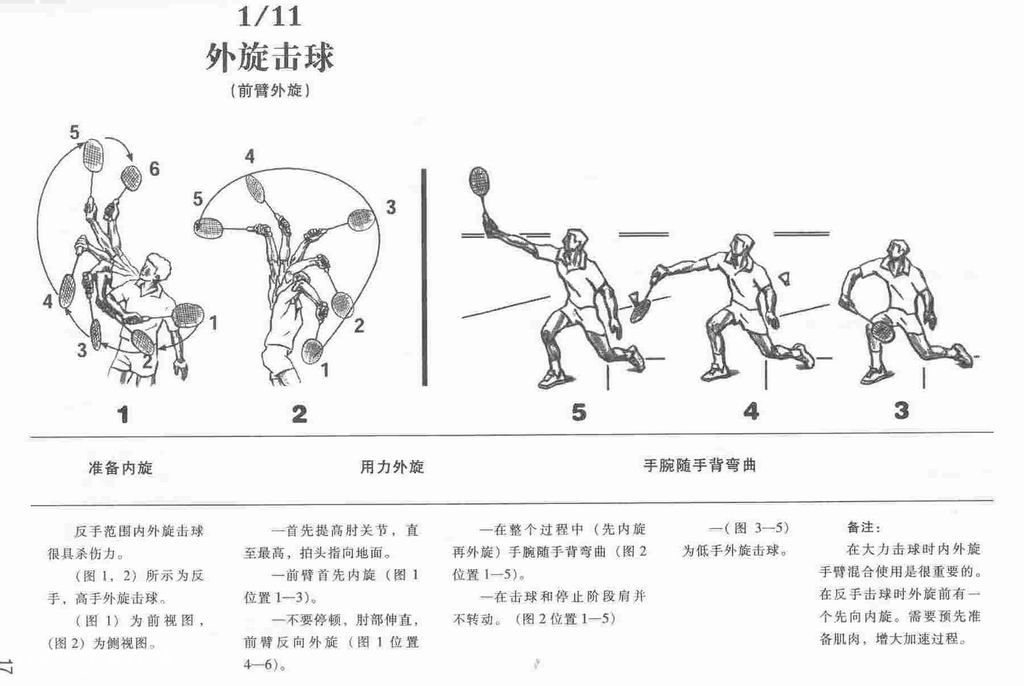 1/11
外旋击球
(前臂外旋)
5
6
4
3
2
1
4
5
3
2
1
1
2
5
4
3
准备内旋
用力外旋
手腕随手背弯曲
反手范围内外旋击球
很具杀伤力。
(图 1, 2) 所示为反
手, 高手外旋击球。
(图 1) 为前视图,
(图 2) 为侧视图。
—首先提高肘关节, 直
至最高, 拍头指向地面。
—前臂首先内旋 (图 1
位置 1—3)。
—不要停顿, 肘部伸直,
前臂反向外旋 (图 1 位置
4—6)。
—在整个过程中 (先内旋
再外旋) 手腕随手背弯曲 (图 2
位置 1—5)。
—在击球和停止阶段肩并
不转动。 (图 2 位置 1—5)
—(图 3—5)
为低手外旋击球。
备注:
在大力击球时内外旋
手臂混合使用是很重要的。
在反手击球时外旋前有一
个先向内旋。需要预先准
备肌肉, 增大加速过程。
17